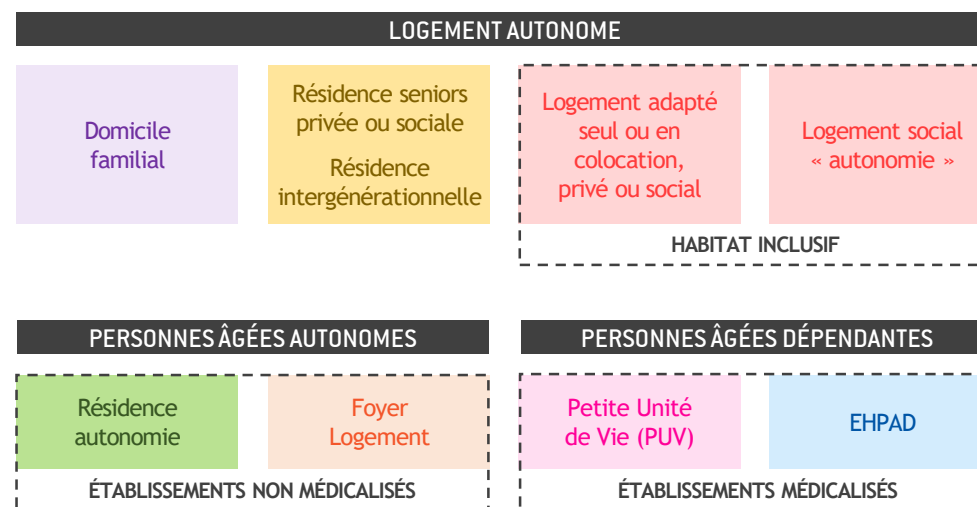 LOGEMENT AUTONOME
Domicile
familial
Résidence seniors
privée ou sociale
Résidence
intergénérationnelle
Logement adapté
seul ou en
colocation,
privé ou social
Logement social
« autonomie »
HABITAT INCLUSIF
PERSONNES ÂGÉES AUTONOMES
Résidence
autonomie
Foyer
Logement
ÉTABLISSEMENTS NON MÉDICALISÉS
PERSONNES ÂGÉES DÉPENDANTES
Petite Unité
de Vie (PUV)
EHPAD
ÉTABLISSEMENTS MÉDICALISÉS